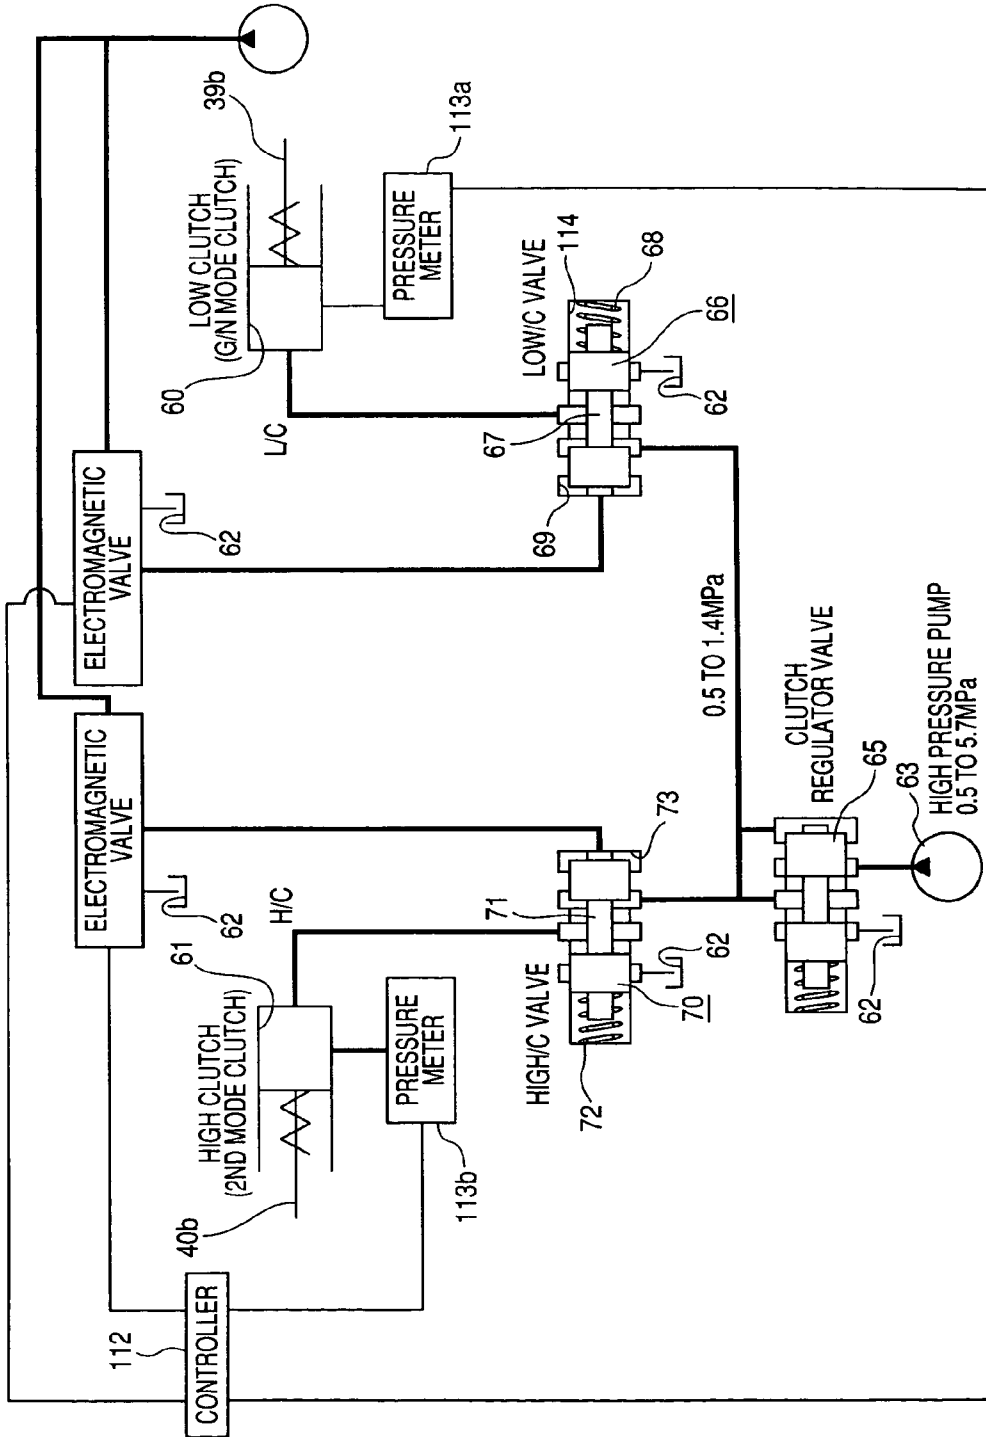 112
CONTROLLER
40b
HIGH CLUTCH
(2ND MODE CLUTCH)
61
H/C
62
ELECTROMAGNETIC
VALVE
ELECTROMAGNETIC
VALVE
62
LOW CLUTCH
(G/N MODE CLUTCH)
39b
60
L/C
PRESSURE
METER
113a
PRESSURE
METER
113b
HIGH/C VALVE
72
70
62
71
73
LOW/C VALVE
69
67
62
66
68
114
0.5 TO 1.4MPa
CLUTCH
REGULATOR VALVE
65
62
63
HIGH PRESSURE PUMP
0.5 TO 5.7MPa